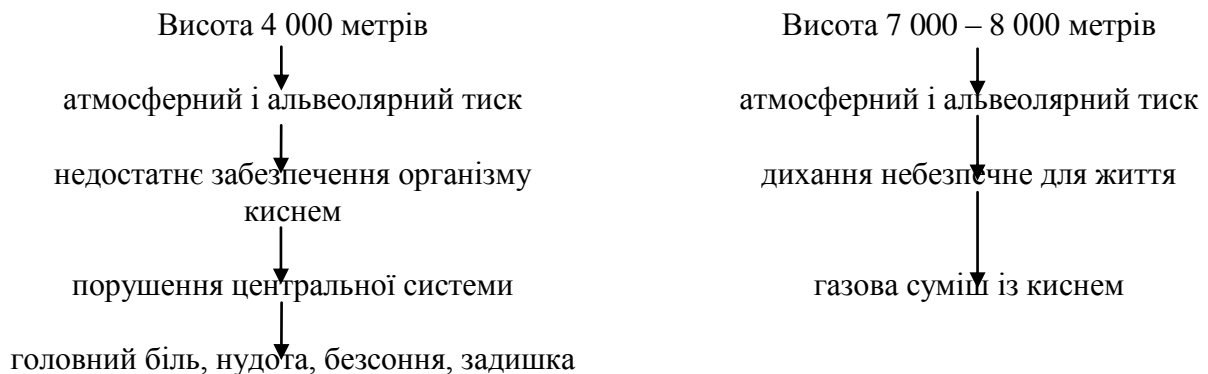 Висота 4 000 метрів
атмосферний і альвеолярний тиск
недостатнє забезпечення організму
киснем
порушення центральної системи
головний біль, нудота, безсоння, задишка
Висота 7 000 – 8 000 метрів
атмосферний і альвеолярний тиск
дихання небезпечне для життя
газова суміш із киснем